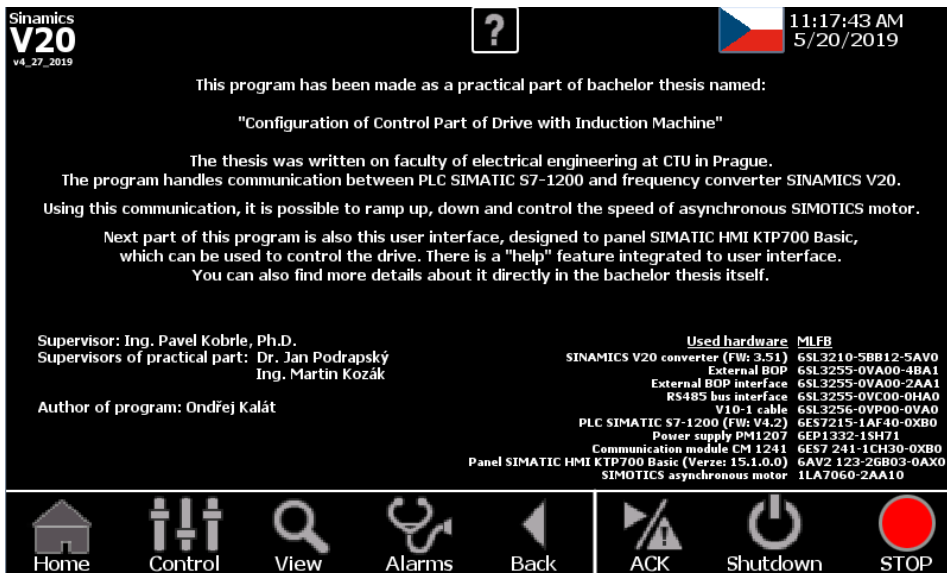 Sinamics
V20
v4_27_2019
?
11:17:43 AM
5/20/2019
This program has been made as a practical part of bachelor thesis named:
"Configuration of Control Part of Drive with Induction Machine"
The thesis was written on faculty of electrical engineering at CTU in Prague.
The program handles communication between PLC SIMATIC S7-1200 and frequency converter SINAMICS V20.
Using this communication, it is possible to ramp up, down and control the speed of asynchronous SIMOTICS motor.
Next part of this program is also this user interface, designed to panel SIMATIC HMI KTP700 Basic,
which can be used to control the drive. There is a "help" feature integrated to user interface.
You can also find more details about it directly in the bachelor thesis itself.
Supervisor: Ing. Pavel Kobrle, Ph.D.
Supervisors of practical part: Dr. Jan Podrapský
Ing. Martin Kozák
Author of program: Ondřej Kalát
Used hardware MLFB
SINAMICS V20 converter (FW: 3.51) 6SL3210-5BB12-5AV0
External BOP 6SL3255-0VA00-4BA1
External BOP interface 6SL3255-0VA00-2AA1
RS485 bus interface 6SL3255-0VC00-0HA0
V10-1 cable 6SL3256-0VP00-0VA0
PLC SIMATIC S7-1200 (FW: V4.2) 6ES7215-1AF40-0XB0
Power supply PM1207 6EP1332-1SH71
Communication module CM 1241 6ES7 241-1CH30-0XB0
Panel SIMATIC HMI KTP700 Basic (Verze: 15.1.0.0) 6AV2 123-2GB03-0AX0
SIMOTICS asynchronous motor 1LA7060-2AA10
Home Control View Alarms Back ACK Shutdown STOP